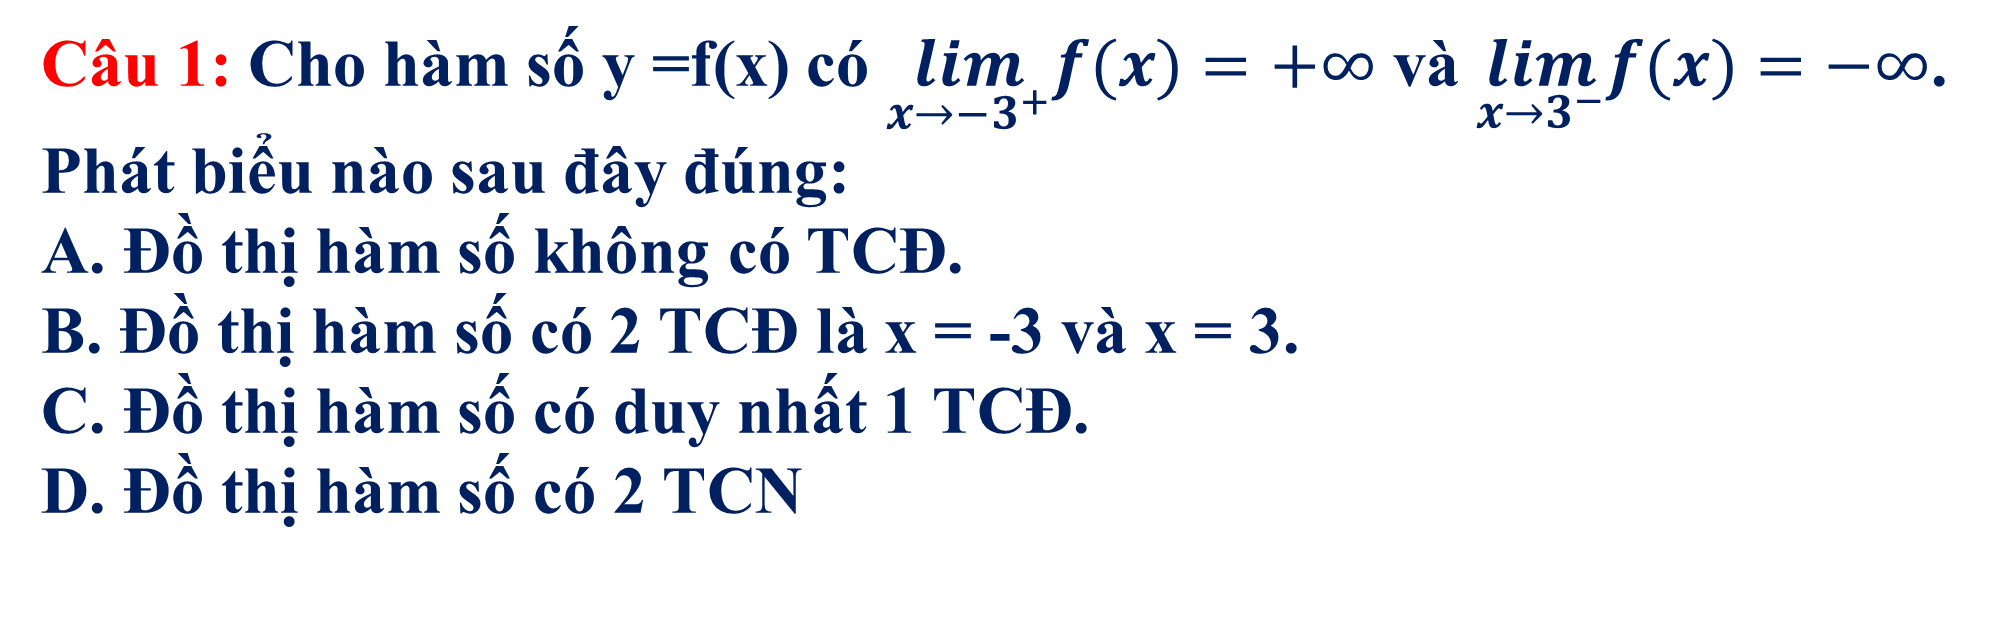 Câu 1: Cho hàm số y =f(x) có lim_{x→−3⁺} f(x) = +∞ và lim_{x→3⁻} f(x) = −∞.
Phát biểu nào sau đây đúng:
A. Đồ thị hàm số không có TCĐ.
B. Đồ thị hàm số có 2 TCĐ là x = -3 và x = 3.
C. Đồ thị hàm số có duy nhất 1 TCĐ.
D. Đồ thị hàm số có 2 TCN